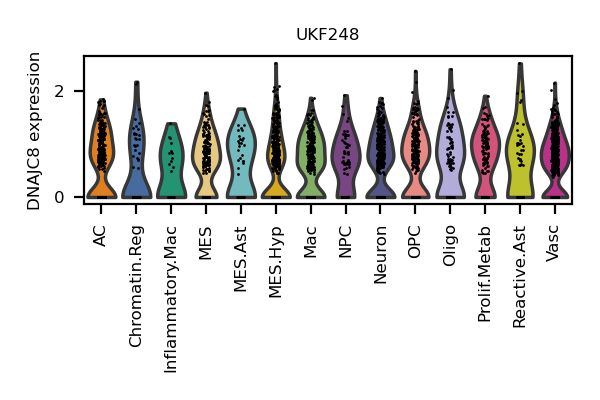 UKF248
DNAJC8 expression
2
0
AC
Chromatin.Reg
Inflammatory.Mac
MES
MES.Ast
MES.Hyp
Mac
NPC
Neuron
OPC
Oligo
Prolif.Metab
Reactive.Ast
Vasc